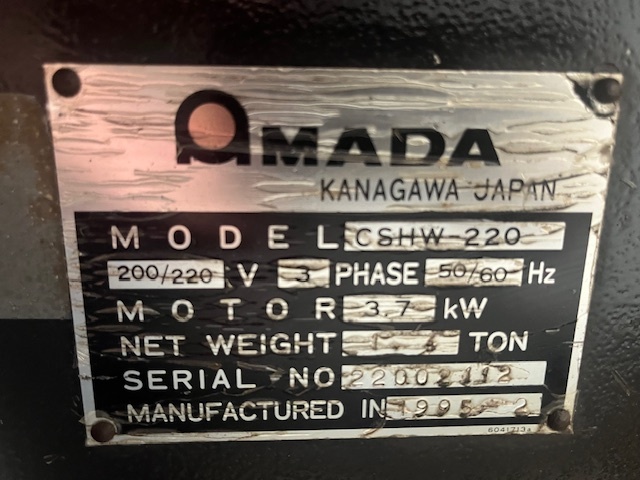 AMADA
KANAGAWA JAPAN
MODEL CSHW-220
200/220 V 3 PHASE 50/60 Hz
MOTOR 3,7 kW
NET WEIGHT TON
SERIAL NO
MANUFACTURED IN 1995-2